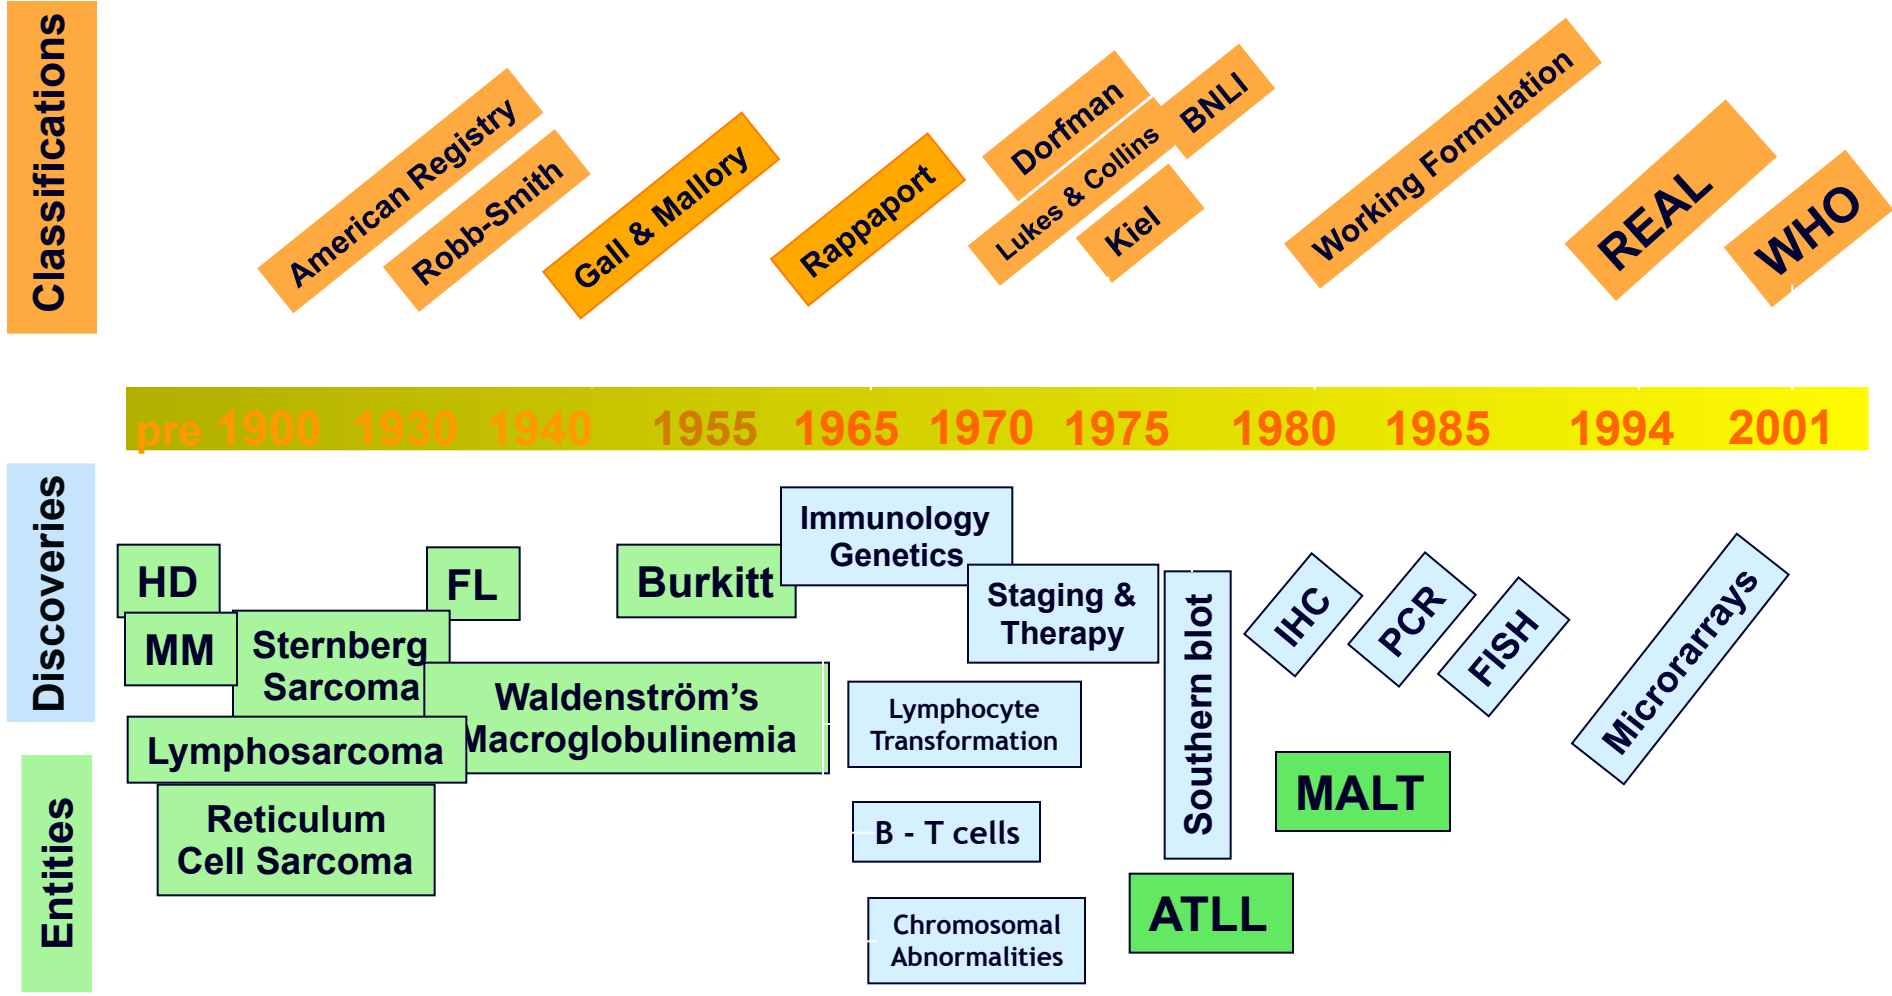 Classifications
American Registry
Robb-Smith
Gall & Mallory
Rappaport
Dorfman
Lukes & Collins
BNLI
Kiel
Working Formulation
REAL
WHO
pre 1900 1930 1940 1955 1965 1970 1975 1980 1985 1994 2001
Discoveries
Entities
HD
MM
Sternberg
Sarcoma
FL
Lymphosarcoma
Reticulum
Cell Sarcoma
Waldenström’s
Macroglobulinemia
Burkitt
Immunology
Genetics
Staging &
Therapy
Lymphocyte
Transformation
B - T cells
Chromosomal
Abnormalities
Southern blot
ATLL
MALT
IHC
PCR
FISH
Microrarrays